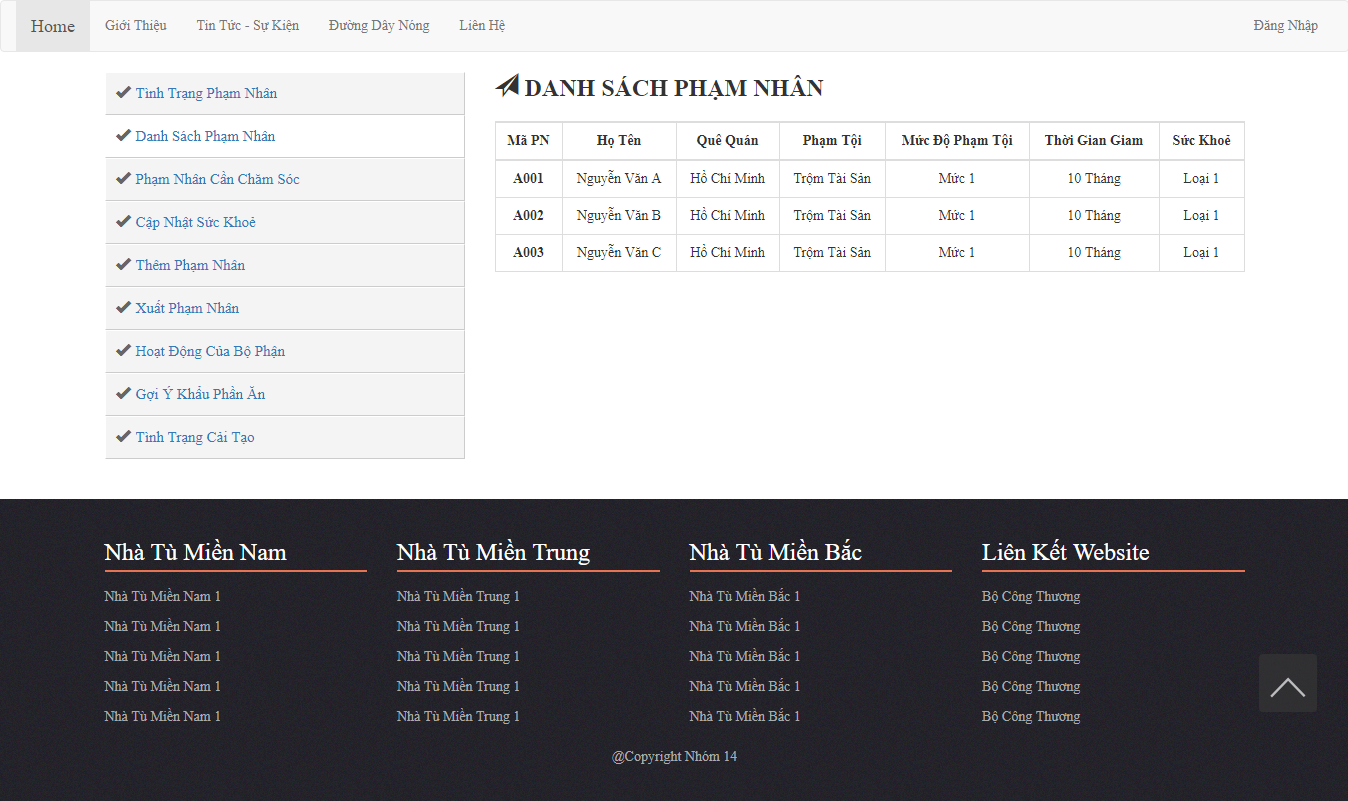 Home Giới Thiệu Tin Tức - Sự Kiện Đường Dây Nóng Liên Hệ Đăng Nhập
Tình Trạng Phạm Nhân
Danh Sách Phạm Nhân
Phạm Nhân Cần Chăm Sóc
Cập Nhật Sức Khoẻ
Thêm Phạm Nhân
Xuất Phạm Nhân
Hoạt Động Của Bộ Phận
Gợi Ý Khẩu Phần Ăn
Tình Trạng Cải Tạo
DANH SÁCH PHẠM NHÂN
Mã PN Họ Tên Quê Quán Phạm Tội Mức Độ Phạm Tội Thời Gian Giam Sức Khoẻ
A001 Nguyễn Văn A Hồ Chí Minh Trộm Tài Sản Mức 1 10 Tháng Loại 1
A002 Nguyễn Văn B Hồ Chí Minh Trộm Tài Sản Mức 1 10 Tháng Loại 1
A003 Nguyễn Văn C Hồ Chí Minh Trộm Tài Sản Mức 1 10 Tháng Loại 1
Nhà Tù Miền Nam
Nhà Tù Miền Nam 1
Nhà Tù Miền Nam 1
Nhà Tù Miền Nam 1
Nhà Tù Miền Nam 1
Nhà Tù Miền Nam 1
Nhà Tù Miền Trung
Nhà Tù Miền Trung 1
Nhà Tù Miền Trung 1
Nhà Tù Miền Trung 1
Nhà Tù Miền Trung 1
Nhà Tù Miền Trung 1
Nhà Tù Miền Bắc
Nhà Tù Miền Bắc 1
Nhà Tù Miền Bắc 1
Nhà Tù Miền Bắc 1
Nhà Tù Miền Bắc 1
Nhà Tù Miền Bắc 1
Liên Kết Website
Bộ Công Thương
Bộ Công Thương
Bộ Công Thương
Bộ Công Thương
Bộ Công Thương
@Copyright Nhóm 14